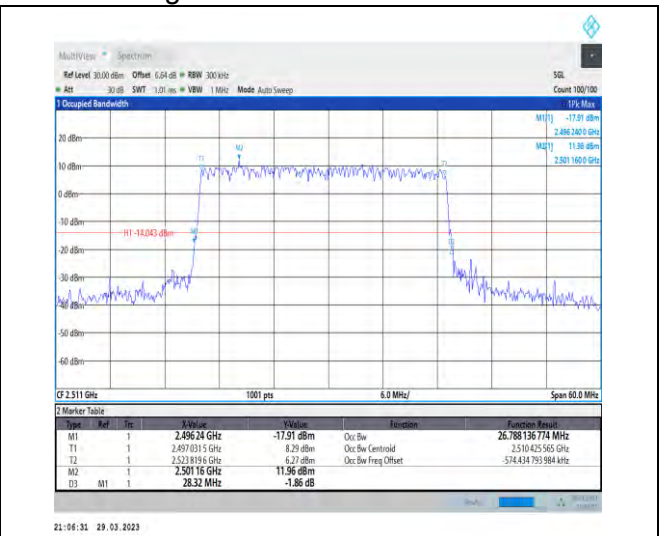 MultiView Spectrum
Ref Level 30.00 dBm Offset 6.64 dB RBW 300 kHz SGL
Att 30 dB SWT 1.01 ms VBW 1 MHz Mode Auto Sweep Count 100/100
1 Occupied Bandwidth 1Pk Max
M1[1] -17.91 dBm
2.496 240 0 GHz
M2[1] 11.96 dBm
2.501 160 0 GHz
20 dBm
10 dBm
0 dBm
-10 dBm
H1 -14.043 dBm
-20 dBm
-30 dBm
-40 dBm
-50 dBm
-60 dBm
M2
T1
M1
D3
CF 2.511 GHz 1001 pts 6.0 MHz/ Span 60.0 MHz
2 Marker Table
Type Ref Trc X-Value Y-Value Function Function Result
M1 1 2.49624 GHz -17.91 dBm Occ Bw 26.788 136 774 MHz
T1 1 2.497 031 5 GHz 8.29 dBm Occ Bw Centroid 2.510 425 565 GHz
T2 1 2.523 819 6 GHz 6.27 dBm Occ Bw Freq Offset -574.434 793 984 kHz
M2 1 2.501 16 GHz 11.96 dBm
D3 M1 1 28.32 MHz -1.86 dB
21:06:31 29.03.2023